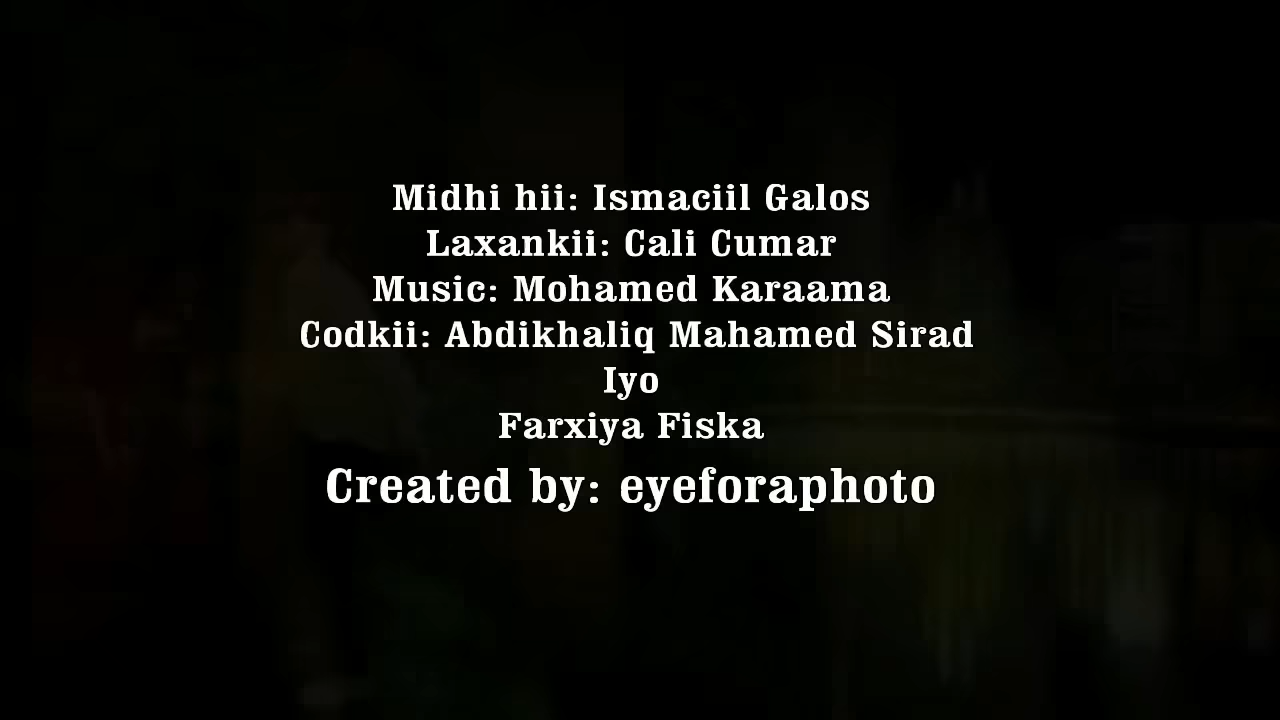 Midhi hii: Ismaciil Galos
Laxankii: Cali Cumar
Music: Mohamed Karaama
Codkii: Abdikhaliq Mahamed Sirad
Iyo
Farxiya Fiska
Created by: eyeforaphoto